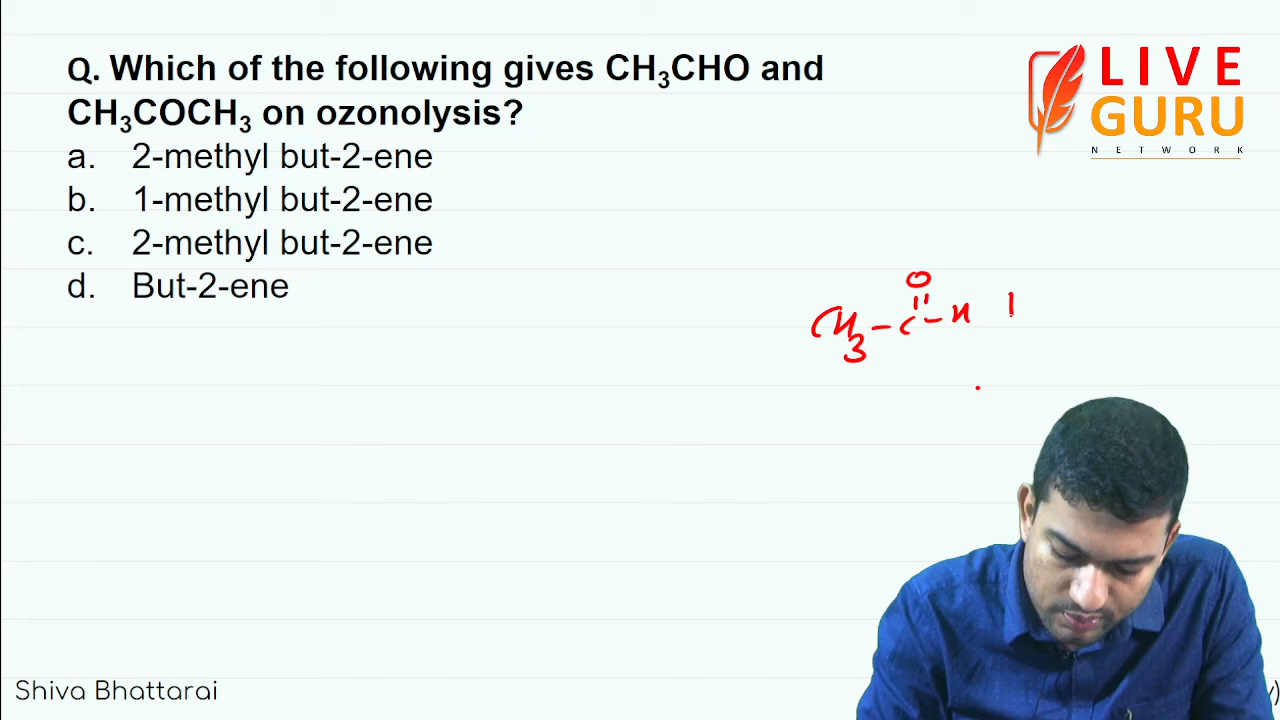 Q. Which of the following gives CH₃CHO and
CH₃COCH₃ on ozonolysis?
a. 2-methyl but-2-ene
b. 1-methyl but-2-ene
c. 2-methyl but-2-ene
d. But-2-ene
LIVE
GURU
NETWORK
O
CH₃-C-H
Shiva Bhattarai